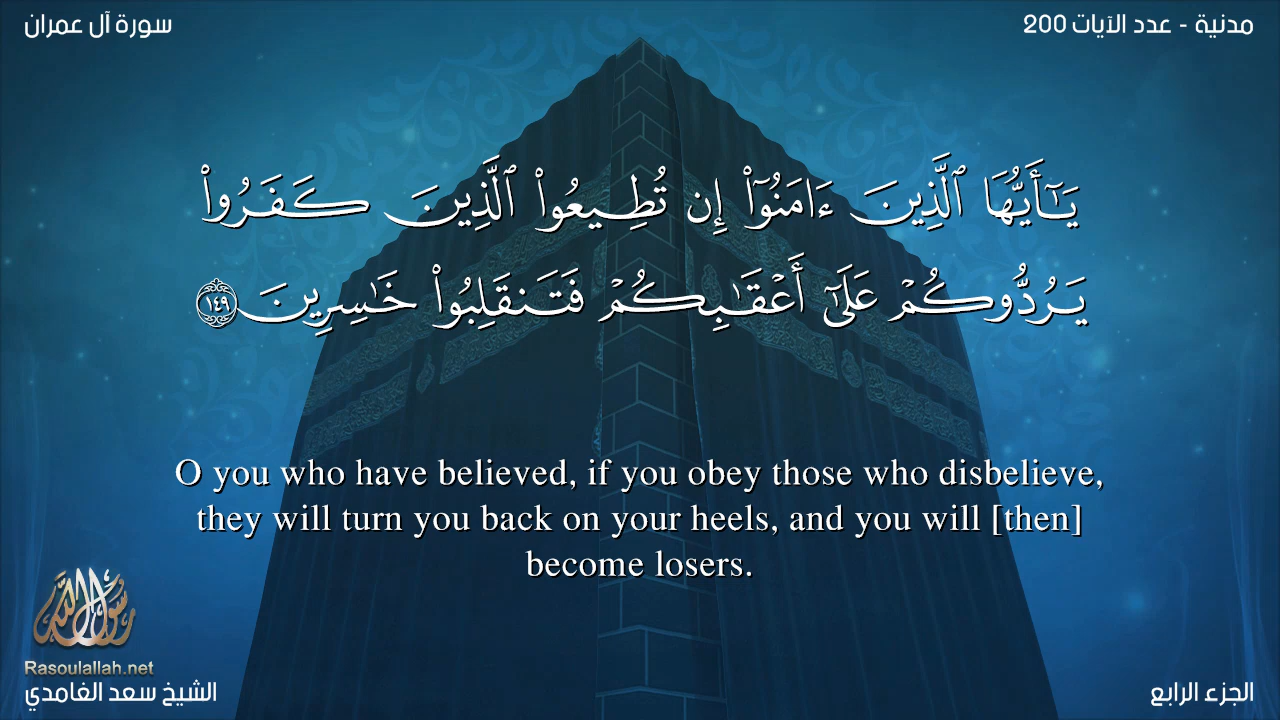 سورة آل عمران
مدنية - عدد الآيات 200
يَـٰٓأَيُّهَا ٱلَّذِينَ ءَامَنُوٓا۟ إِن تُطِيعُوا۟ ٱلَّذِينَ كَفَرُوا۟
يَرُدُّوكُمْ عَلَىٰٓ أَعْقَـٰبِكُمْ فَتَنقَلِبُوا۟ خَـٰسِرِينَ ١٤٩
O you who have believed, if you obey those who disbelieve,
they will turn you back on your heels, and you will [then]
become losers.
رسول الله
Rasoulallah.net
الشيخ سعد الغامدي
الجزء الرابع